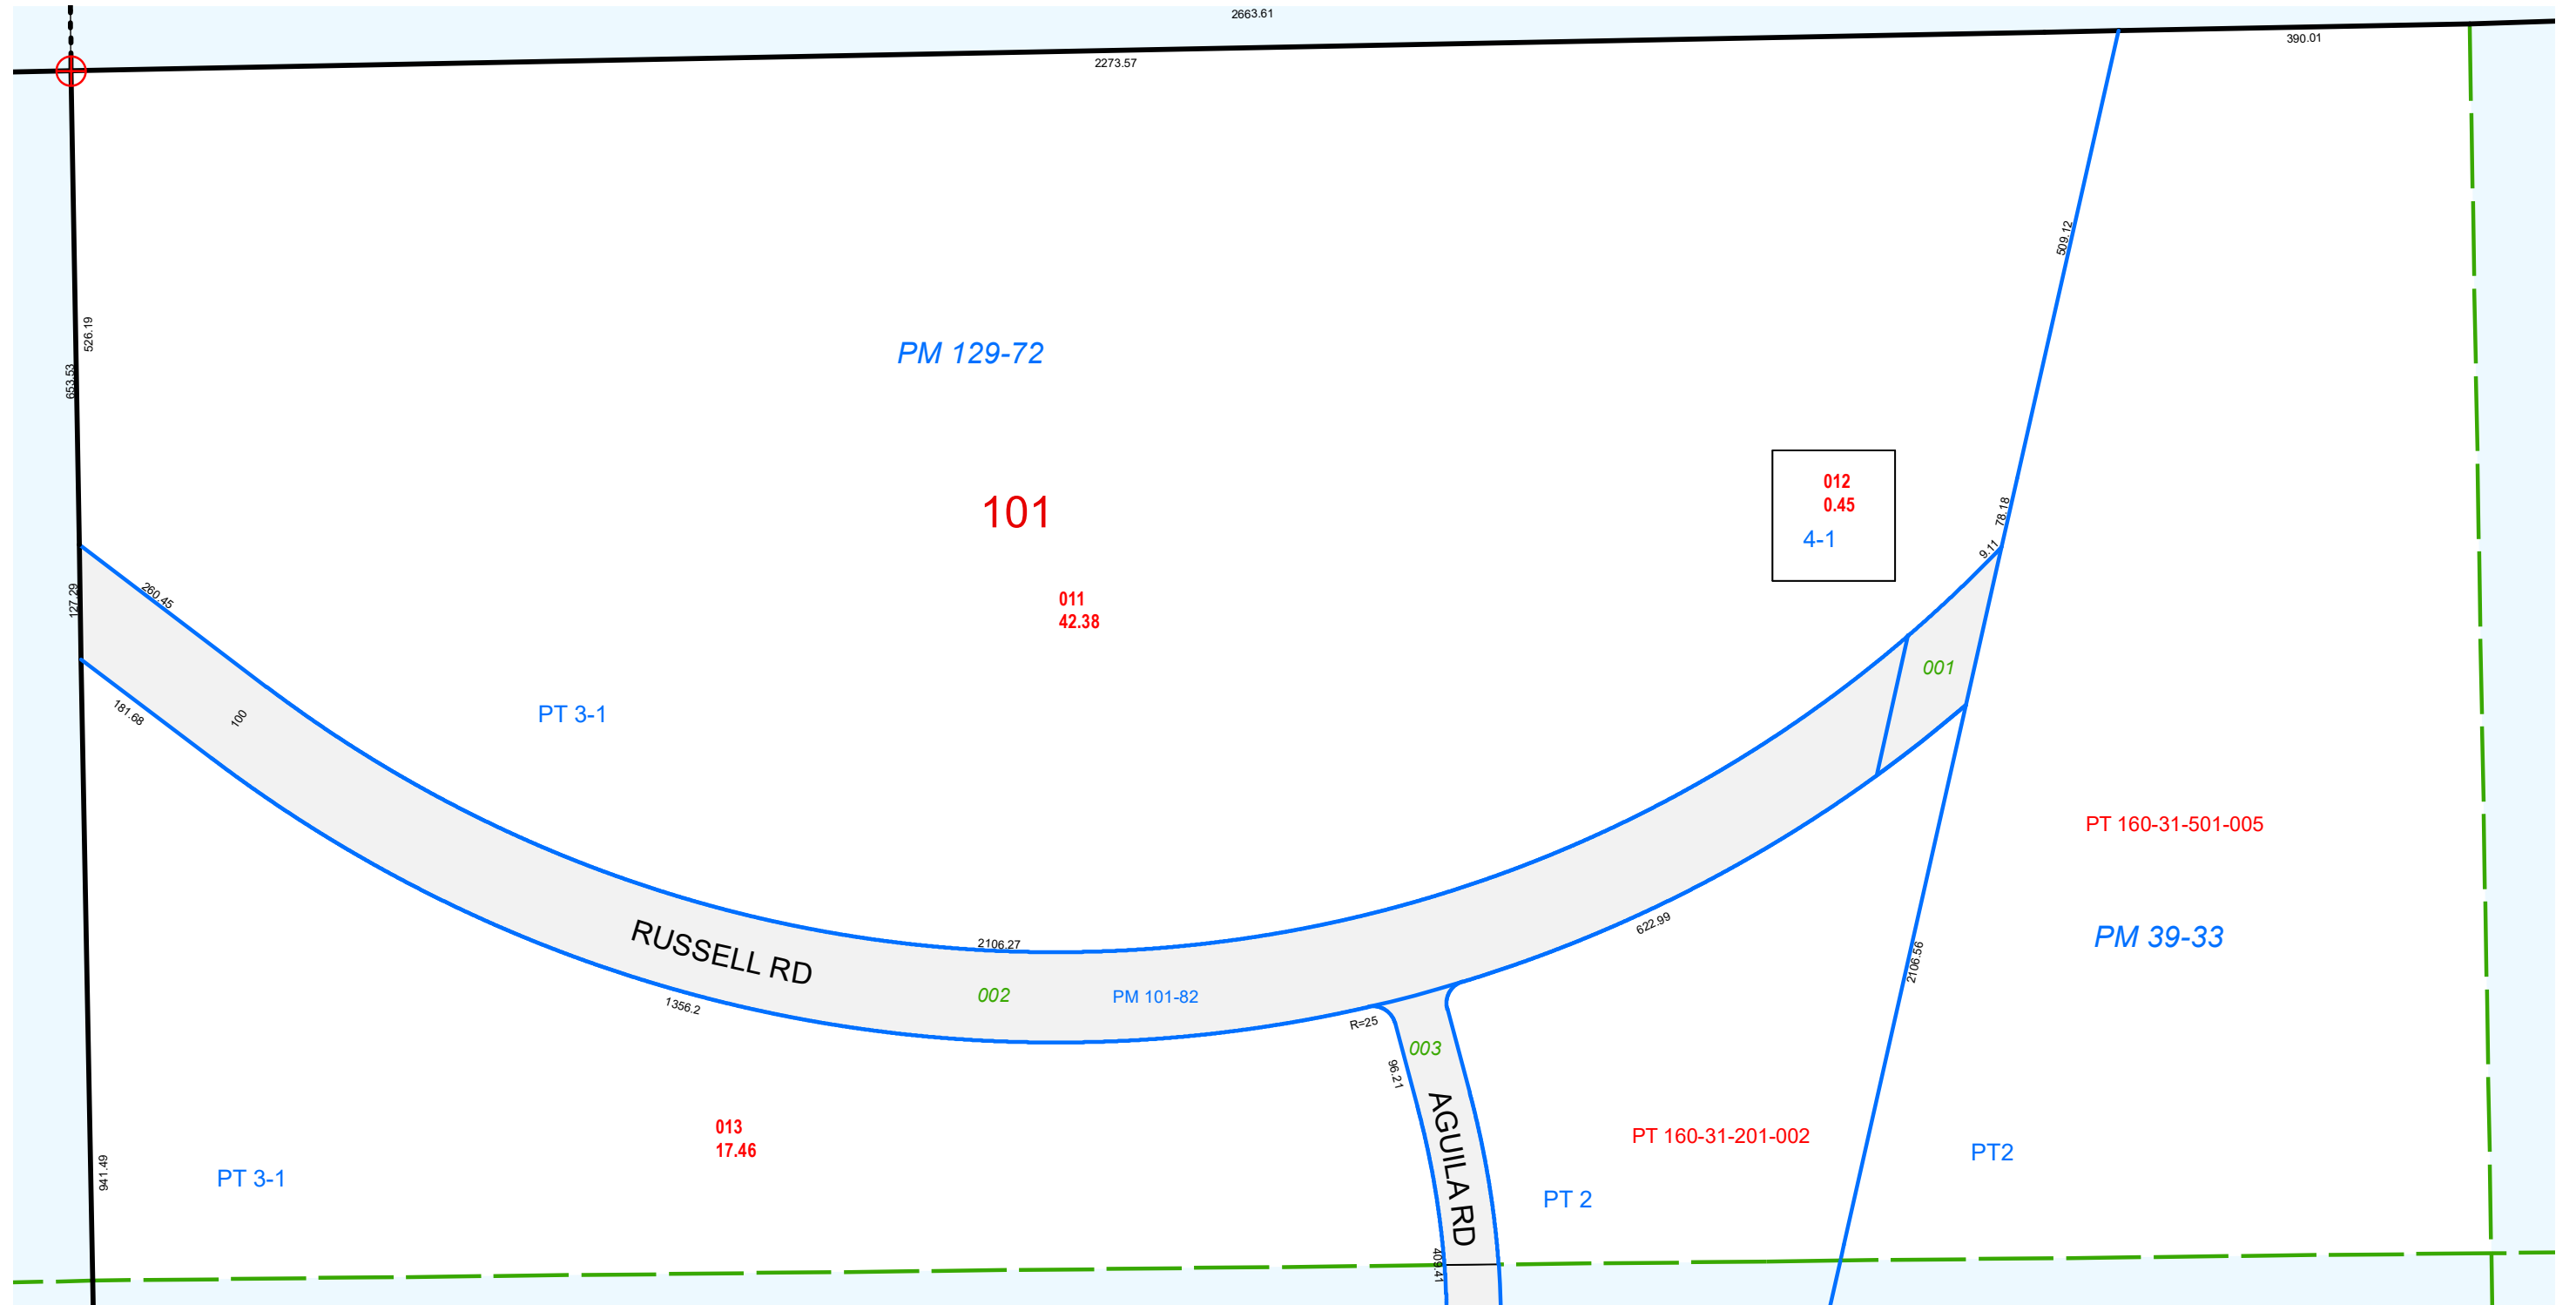 2663.61
390.01
2273.57
509.12
526.19
653.53
PM 129-72
101
012
0.45
4-1
78.18
9.11
011
42.38
127.29
260.45
001
181.68
100
PT 3-1
PT 160-31-501-005
622.99
PM 39-33
2106.56
RUSSELL RD
2106.27
002
PM 101-82
1356.2
R=25
003
96.21
AGUILA RD
013
17.46
PT 160-31-201-002
PT2
941.49
PT 3-1
PT 2
409.41